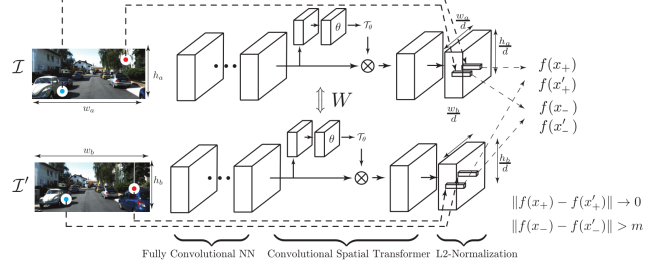 w_a/d
h_a/d
θ
𝒯_θ
ℐ
h_a
w_a
⊗
W
f(x_+)
f(x'_+)
f(x_−)
f(x'_−)
w_b
w_b/d
h_b/d
θ
𝒯_θ
ℐ'
h_b
⊗
‖f(x_+) − f(x'_+)‖ → 0
‖f(x_−) − f(x'_−)‖ > m
Fully Convolutional NN Convolutional Spatial Transformer L2-Normalization